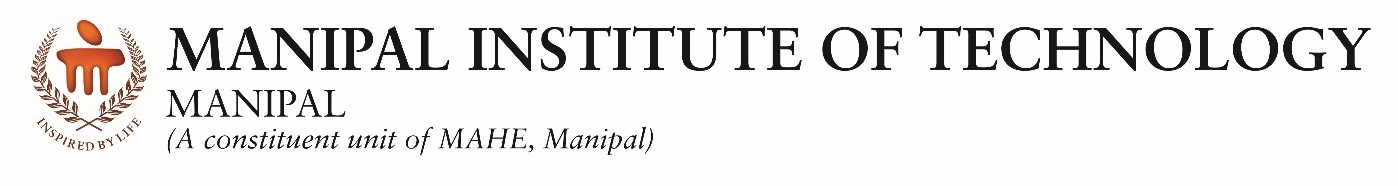 MANIPAL INSTITUTE OF TECHNOLOGY
MANIPAL
(A constituent unit of MAHE, Manipal)
INSPIRED BY LIFE